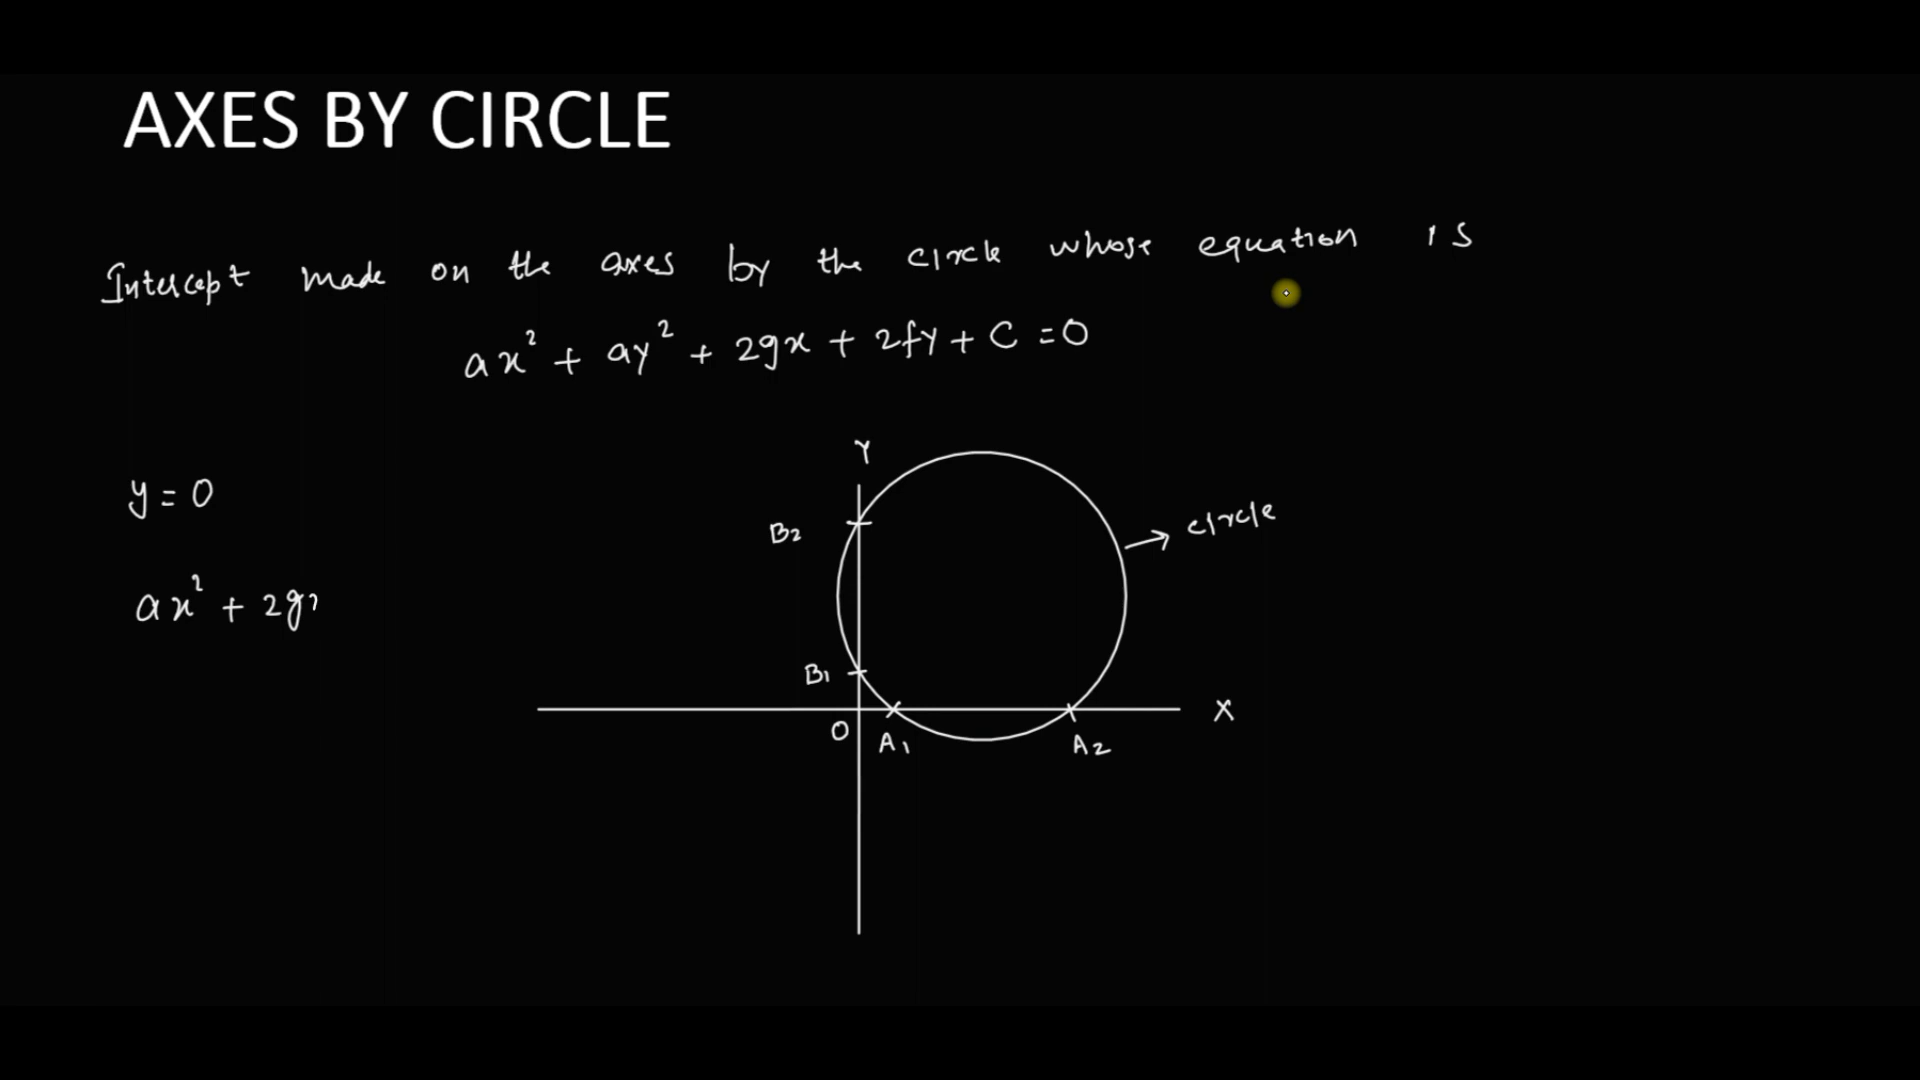 AXES BY CIRCLE
Intercept made on the axes by the circle whose equation is
ax² + ay² + 2gx + 2fy + c = 0
Y
y = 0
circle
B₂
ax² + 2g
B₁
X
O
A₁
A₂